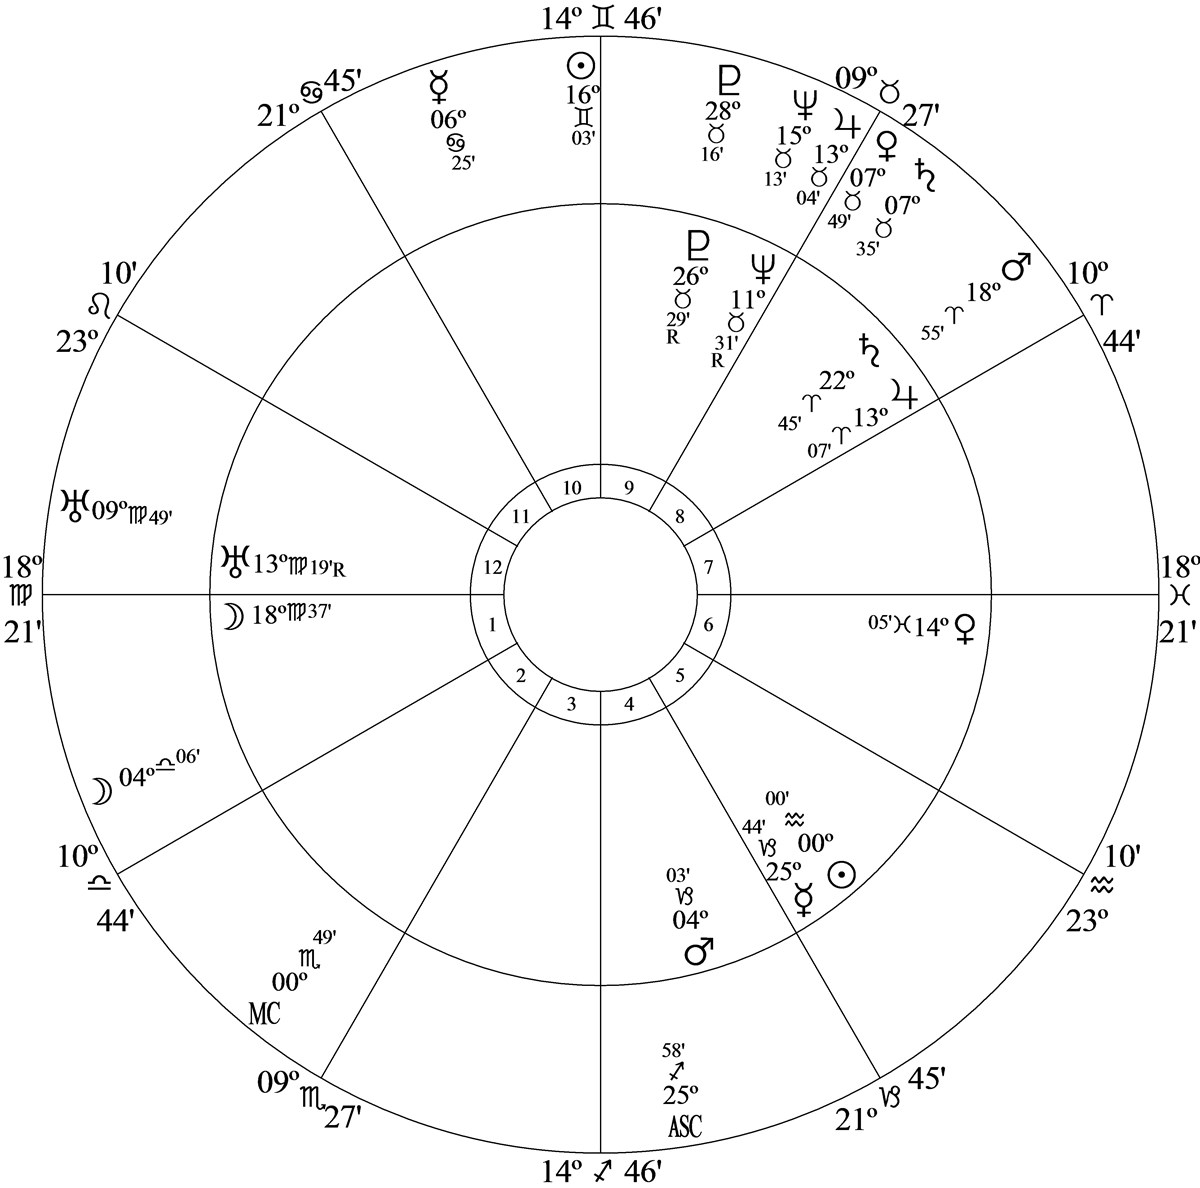 14º ♊ 46'
09º ♉ 27'
10º ♈ 44'
18º ♓ 21'
10' ♒ 23º
45' ♑ 21º
14º ♐ 46'
09º ♏ 27'
10º ♎ 44'
18º ♍ 21'
10' ♌ 23º
21º ♋ 45'
☿ 06º ♋ 25'
☉ 16º ♊ 03'
♇ 28º ♉ 16'
♆ 15º ♉ 13'
♃ 13º ♉ 04'
♀ 07º ♉ 49'
♄ 07º ♉ 35'
♂ 18º ♈ 55'
♅ 09º ♍ 49'
☽ 04º ♎ 06'
MC 00º ♏ 49'
58' ♐ 25º ASC
♇ 26º ♉ 29' R
♆ 11º ♉ 31' R
♄ 22º ♈ 45'
♃ 13º ♈ 07'
♅ 13º ♍ 19' R
☽ 18º ♍ 37'
05' ♓ 14º ♀
00' ♒ 00º ☉
44' ♑ 25º ☿
03' ♑ 04º ♂
1
2
3
4
5
6
7
8
9
10
11
12